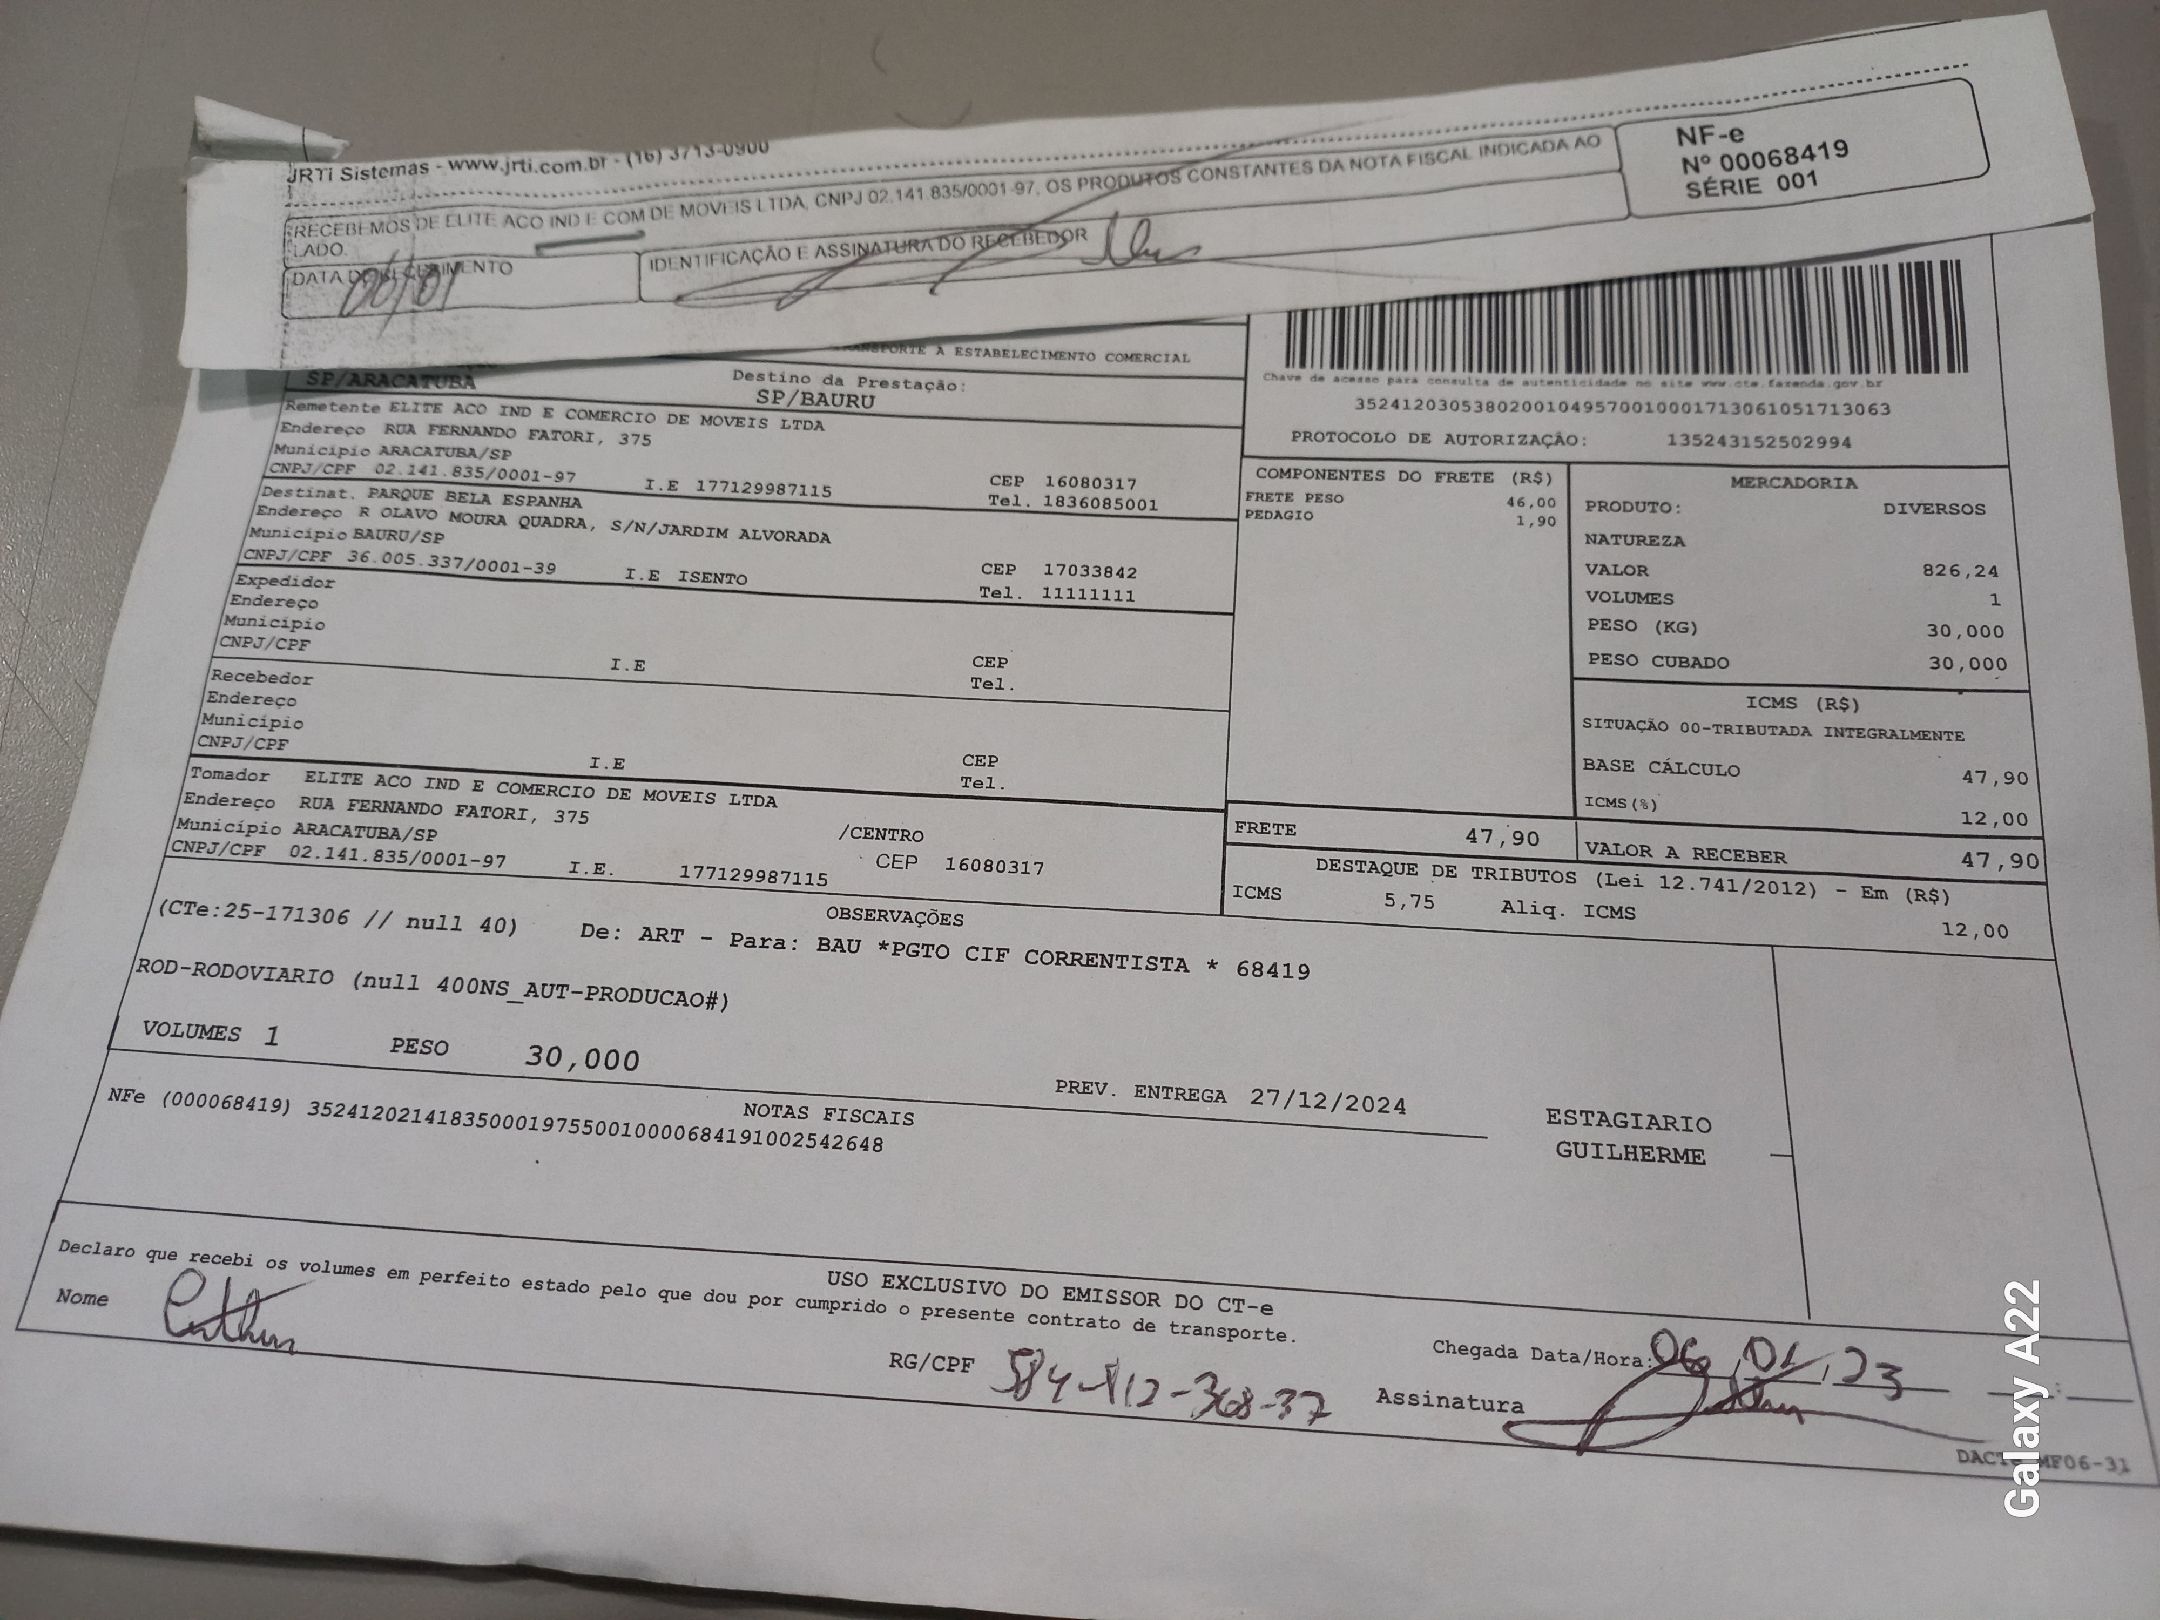 JRTi Sistemas - www.jrti.com.br - (16) 3713-0900
RECEBEMOS DE ELITE ACO IND E COM DE MOVEIS LTDA, CNPJ 02.141.835/0001-97, OS PRODUTOS CONSTANTES DA NOTA FISCAL INDICADA AO
LADO.
DATA DO RECEBIMENTO
IDENTIFICAÇÃO E ASSINATURA DO RECEBEDOR
NF-e
Nº 00068419
SÉRIE 001
TRANSPORTE A ESTABELECIMENTO COMERCIAL
SP/ARACATUBA
Destino da Prestação:
SP/BAURU
Chave de acesso para consulta de autenticidade no site www.cte.fazenda.gov.br
35241203053802001049570010001713061051713063
PROTOCOLO DE AUTORIZAÇÃO: 135243152502994
Remetente ELITE ACO IND E COMERCIO DE MOVEIS LTDA
Endereço RUA FERNANDO FATORI, 375
Município ARACATUBA/SP
CNPJ/CPF 02.141.835/0001-97 I.E 177129987115 CEP 16080317
Tel. 1836085001
Destinat. PARQUE BELA ESPANHA
Endereço R OLAVO MOURA QUADRA, S/N/JARDIM ALVORADA
Município BAURU/SP
CNPJ/CPF 36.005.337/0001-39 I.E ISENTO CEP 17033842
Tel. 11111111
Expedidor
Endereço
Município
CNPJ/CPF I.E CEP
Tel.
Recebedor
Endereço
Município
CNPJ/CPF I.E CEP
Tel.
Tomador ELITE ACO IND E COMERCIO DE MOVEIS LTDA
Endereço RUA FERNANDO FATORI, 375 /CENTRO
Município ARACATUBA/SP CEP 16080317
CNPJ/CPF 02.141.835/0001-97 I.E. 177129987115
COMPONENTES DO FRETE (R$)
FRETE PESO 46,00
PEDAGIO 1,90
MERCADORIA
PRODUTO: DIVERSOS
NATUREZA
VALOR 826,24
VOLUMES 1
PESO (KG) 30,000
PESO CUBADO 30,000
ICMS (R$)
SITUAÇÃO 00-TRIBUTADA INTEGRALMENTE
BASE CÁLCULO 47,90
ICMS(%) 12,00
FRETE 47,90 VALOR A RECEBER 47,90
DESTAQUE DE TRIBUTOS (Lei 12.741/2012) - Em (R$)
ICMS 5,75 Aliq. ICMS 12,00
OBSERVAÇÕES
(CTe:25-171306 // null 40) De: ART - Para: BAU *PGTO CIF CORRENTISTA * 68419
ROD-RODOVIARIO (null 400NS_AUT-PRODUCAO#)
VOLUMES 1 PESO 30,000
PREV. ENTREGA 27/12/2024
ESTAGIARIO
GUILHERME
NOTAS FISCAIS
NFe (000068419) 35241202141835000197550010000684191002542648
USO EXCLUSIVO DO EMISSOR DO CT-e
Declaro que recebi os volumes em perfeito estado pelo que dou por cumprido o presente contrato de transporte.
Nome
RG/CPF
Chegada Data/Hora: 06 01 23
Assinatura
Galaxy A22